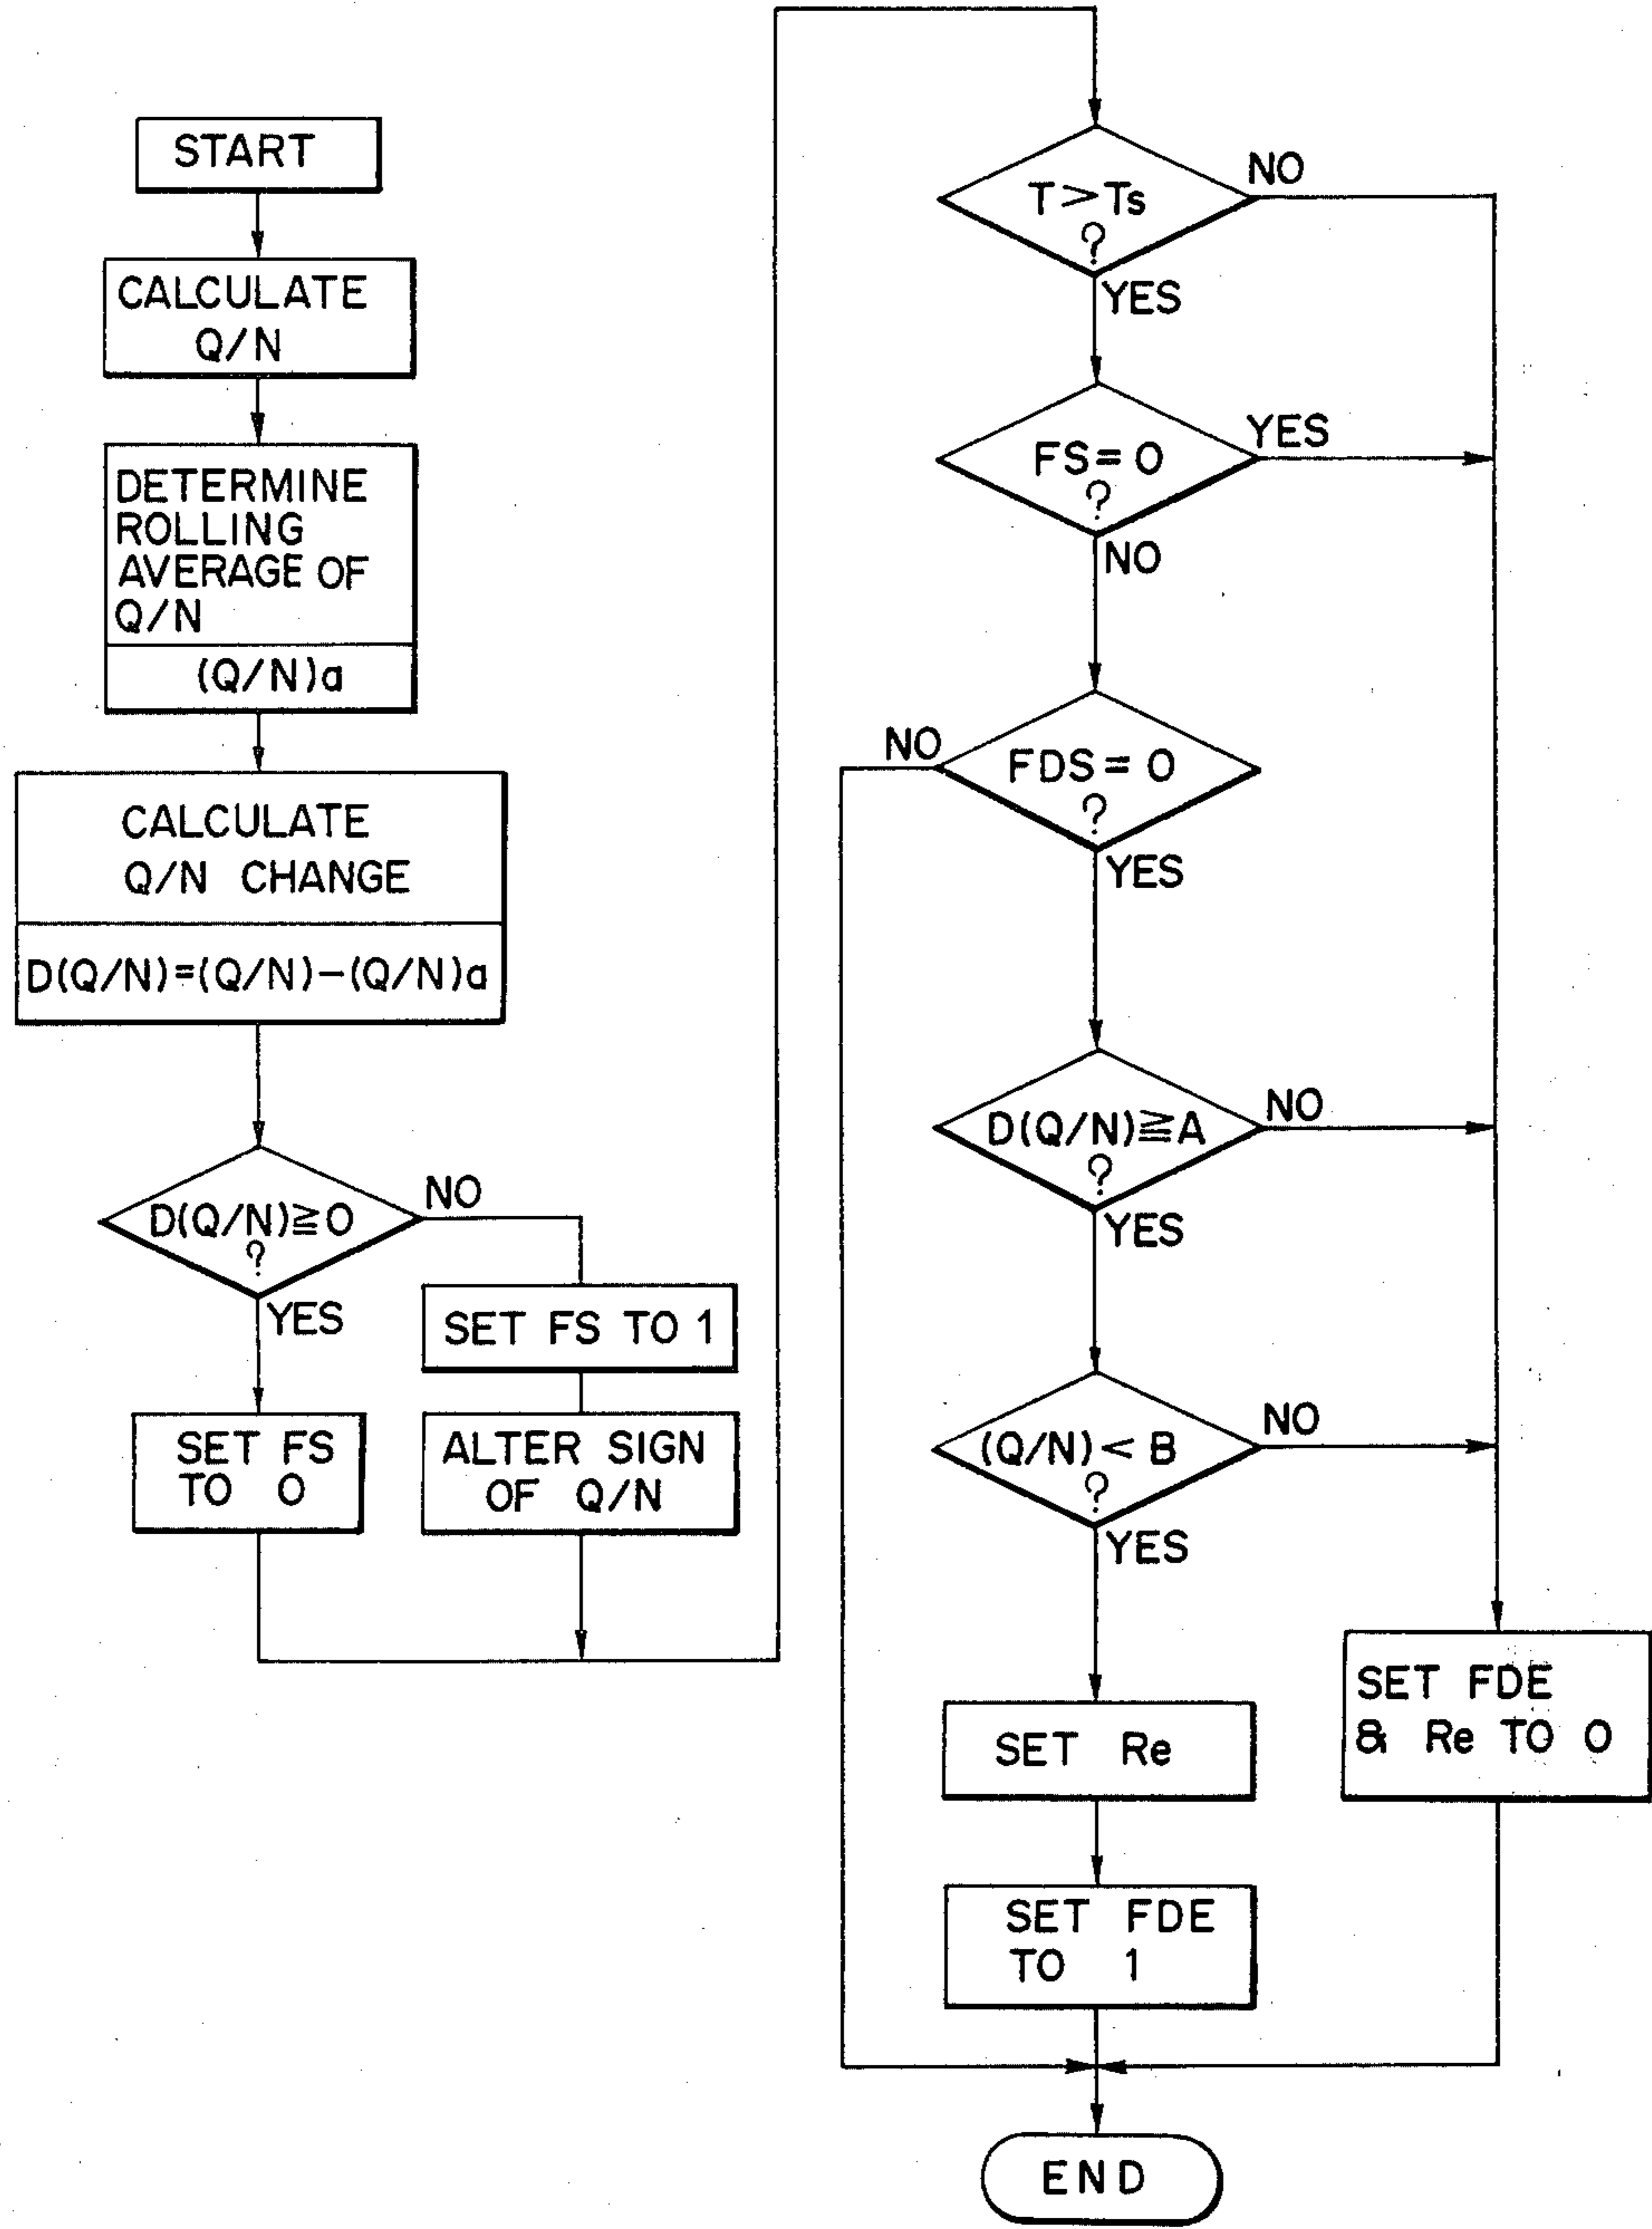 START
CALCULATE
Q/N
DETERMINE
ROLLING
AVERAGE OF
Q/N
(Q/N)a
CALCULATE
Q/N CHANGE
D(Q/N)=(Q/N)-(Q/N)a
D(Q/N)≧0
?
NO
YES
SET FS TO 1
SET FS
TO 0
ALTER SIGN
OF Q/N
T>Ts
?
NO
YES
FS=0
?
YES
NO
FDS=0
?
NO
YES
D(Q/N)≧A
?
NO
YES
(Q/N)<B
?
NO
YES
SET Re
SET FDE
& Re TO 0
SET FDE
TO 1
END